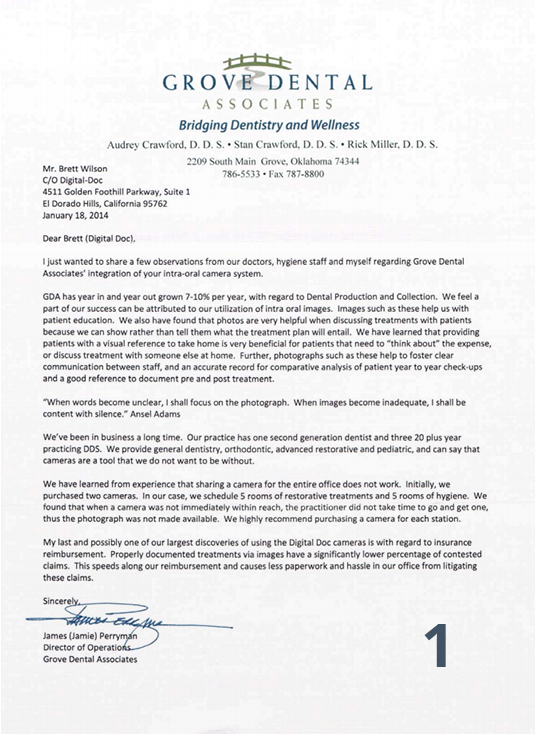 GROVE DENTAL
ASSOCIATES
Bridging Dentistry and Wellness
Audrey Crawford, D. D. S. • Stan Crawford, D. D. S. • Rick Miller, D. D. S.
2209 South Main Grove, Oklahoma 74344
786-5533 • Fax 787-8800
Mr. Brett Wilson
C/O Digital-Doc
4511 Golden Foothill Parkway, Suite 1
El Dorado Hills, California 95762
January 18, 2014
Dear Brett (Digital Doc),
I just wanted to share a few observations from our doctors, hygiene staff and myself regarding Grove Dental
Associates' integration of your intra-oral camera system.
GDA has year in and year out grown 7-10% per year, with regard to Dental Production and Collection. We feel a
part of our success can be attributed to our utilization of intra oral images. Images such as these help us with
patient education. We also have found that photos are very helpful when discussing treatments with patients
because we can show rather than tell them what the treatment plan will entail. We have learned that providing
patients with a visual reference to take home is very beneficial for patients that need to "think about" the expense,
or discuss treatment with someone else at home. Further, photographs such as these help to foster clear
communication between staff, and an accurate record for comparative analysis of patient year to year check-ups
and a good reference to document pre and post treatment.
"When words become unclear, I shall focus on the photograph. When images become inadequate, I shall be
content with silence." Ansel Adams
We've been in business a long time. Our practice has one second generation dentist and three 20 plus year
practicing DDS. We provide general dentistry, orthodontic, advanced restorative and pediatric, and can say that
cameras are a tool that we do not want to be without.
We have learned from experience that sharing a camera for the entire office does not work. Initially, we
purchased two cameras. In our case, we schedule 5 rooms of restorative treatments and 5 rooms of hygiene. We
found that when a camera was not immediately within reach, the practitioner did not take time to go and get one,
thus the photograph was not made available. We highly recommend purchasing a camera for each station.
My last and possibly one of our largest discoveries of using the Digital Doc cameras is with regard to insurance
reimbursement. Properly documented treatments via images have a significantly lower percentage of contested
claims. This speeds along our reimbursement and causes less paperwork and hassle in our office from litigating
these claims.
Sincerely,
James Perryman
James (Jamie) Perryman
Director of Operations
Grove Dental Associates
1